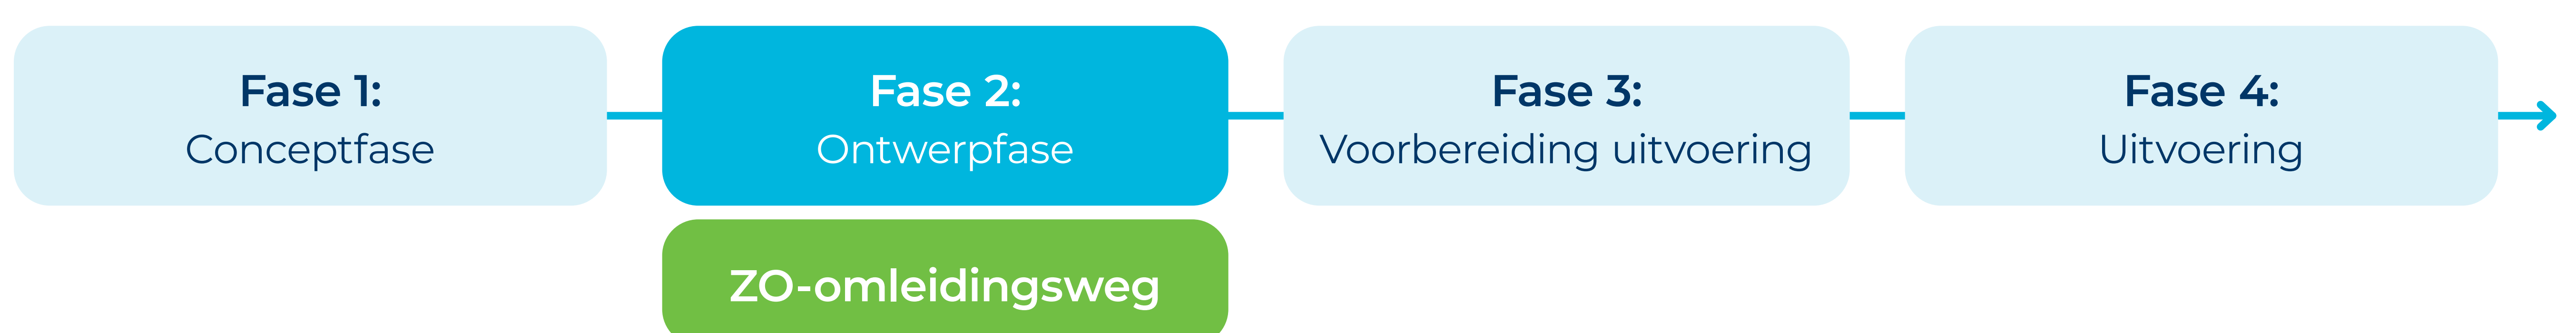 Fase 1:
Conceptfase
Fase 2:
Ontwerpfase
Fase 3:
Voorbereiding uitvoering
Fase 4:
Uitvoering
ZO-omleidingsweg